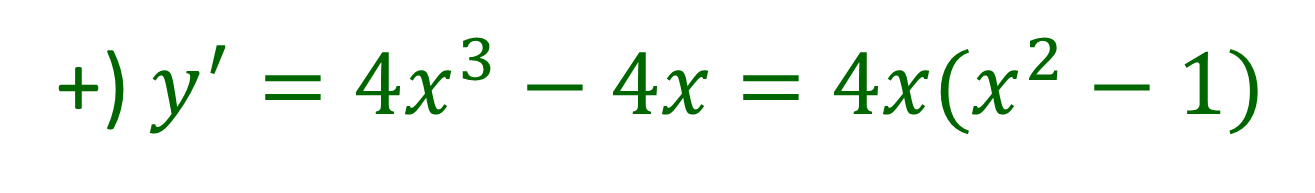 +) y′ = 4x³ − 4x = 4x(x² − 1)